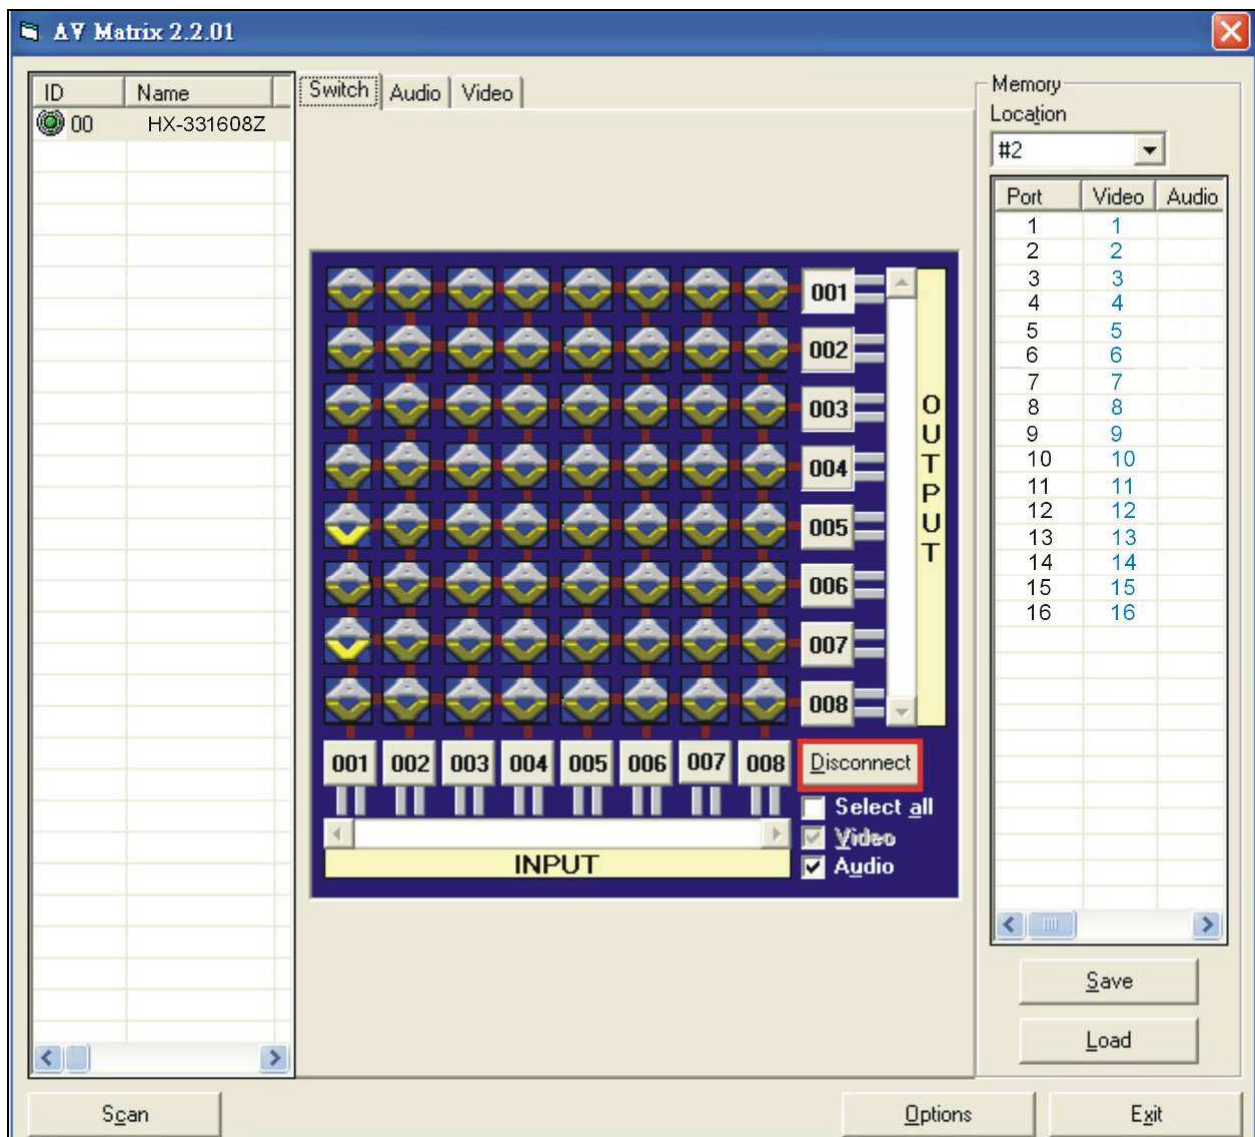 AV Matrix 2.2.01
ID Name
00 HX-331608Z
Switch Audio Video
001
002
003
004
005
006
007
008
OUTPUT
001 002 003 004 005 006 007 008
Disconnect
Select all
Video
Audio
INPUT
Memory
Location
#2
Port Video Audio
1 1
2 2
3 3
4 4
5 5
6 6
7 7
8 8
9 9
10 10
11 11
12 12
13 13
14 14
15 15
16 16
Save
Load
Scan
Options
Exit